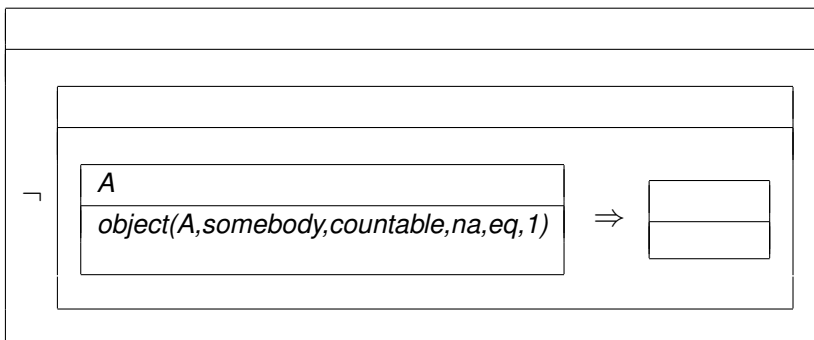 A
¬ object(A,somebody,countable,na,eq,1) ⇒